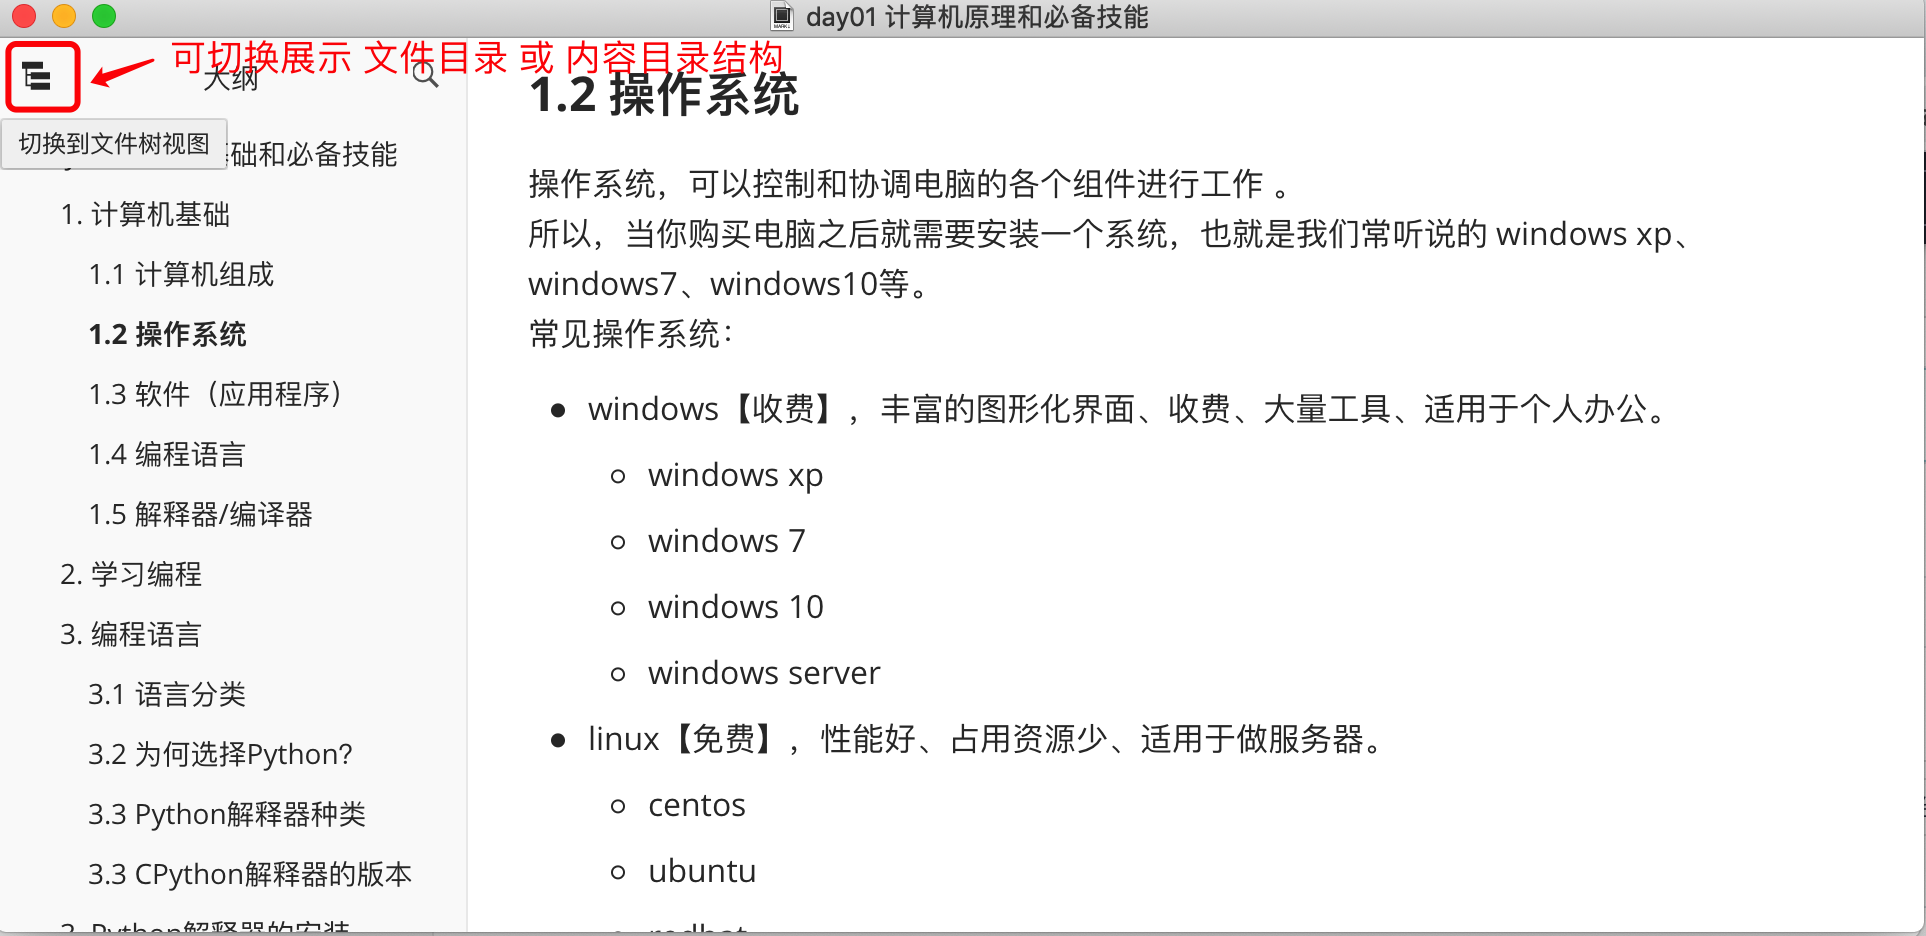 day01 计算机原理和必备技能
可切换展示 文件目录 或 内容目录结构
大纲
切换到文件树视图
础和必备技能
1. 计算机基础
1.1 计算机组成
1.2 操作系统
1.3 软件（应用程序）
1.4 编程语言
1.5 解释器/编译器
2. 学习编程
3. 编程语言
3.1 语言分类
3.2 为何选择Python？
3.3 Python解释器种类
3.3 CPython解释器的版本
3. Python解释器的安装
1.2 操作系统
操作系统，可以控制和协调电脑的各个组件进行工作 。
所以，当你购买电脑之后就需要安装一个系统，也就是我们常听说的 windows xp、
windows7、windows10等。
常见操作系统：
windows【收费】，丰富的图形化界面、收费、大量工具、适用于个人办公。
windows xp
windows 7
windows 10
windows server
linux【免费】，性能好、占用资源少、适用于做服务器。
centos
ubuntu
redhat